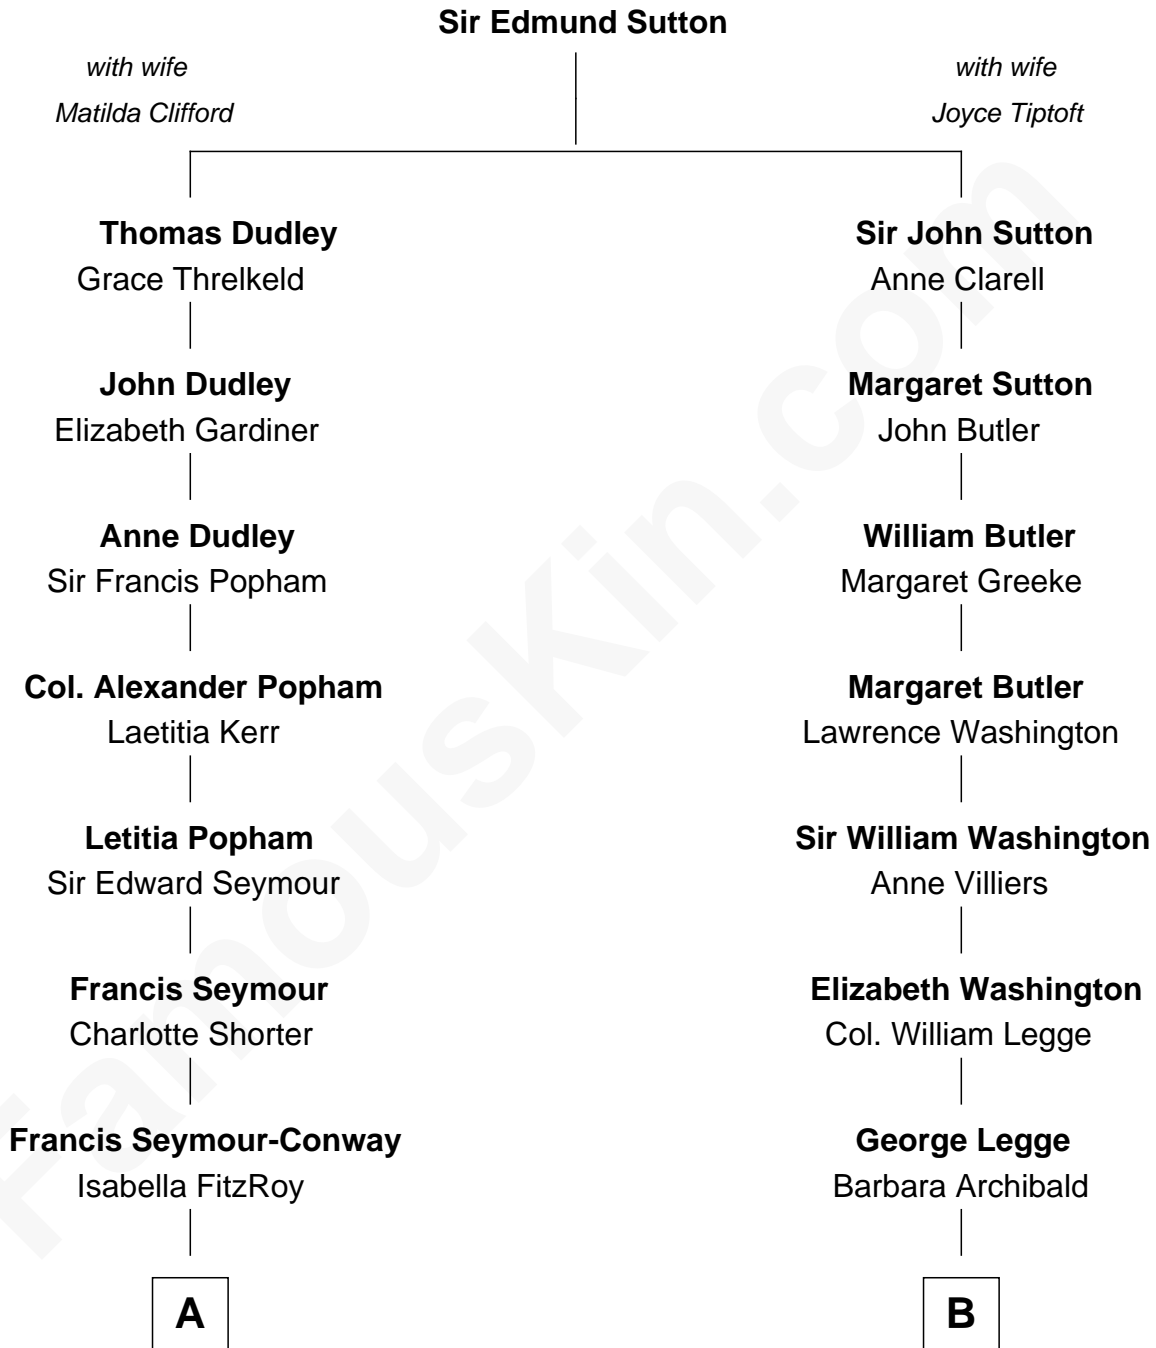 Sir Edmund Sutton
with wife
Matilda Clifford
with wife
Joyce Tiptoft
Thomas Dudley
Grace Threlkeld
Sir John Sutton
Anne Clarell
John Dudley
Elizabeth Gardiner
Margaret Sutton
John Butler
Anne Dudley
Sir Francis Popham
William Butler
Margaret Greeke
Col. Alexander Popham
Laetitia Kerr
Margaret Butler
Lawrence Washington
Letitia Popham
Sir Edward Seymour
Sir William Washington
Anne Villiers
Francis Seymour
Charlotte Shorter
Elizabeth Washington
Col. William Legge
Francis Seymour-Conway
Isabella FitzRoy
George Legge
Barbara Archibald
A
B
FamousKin.com